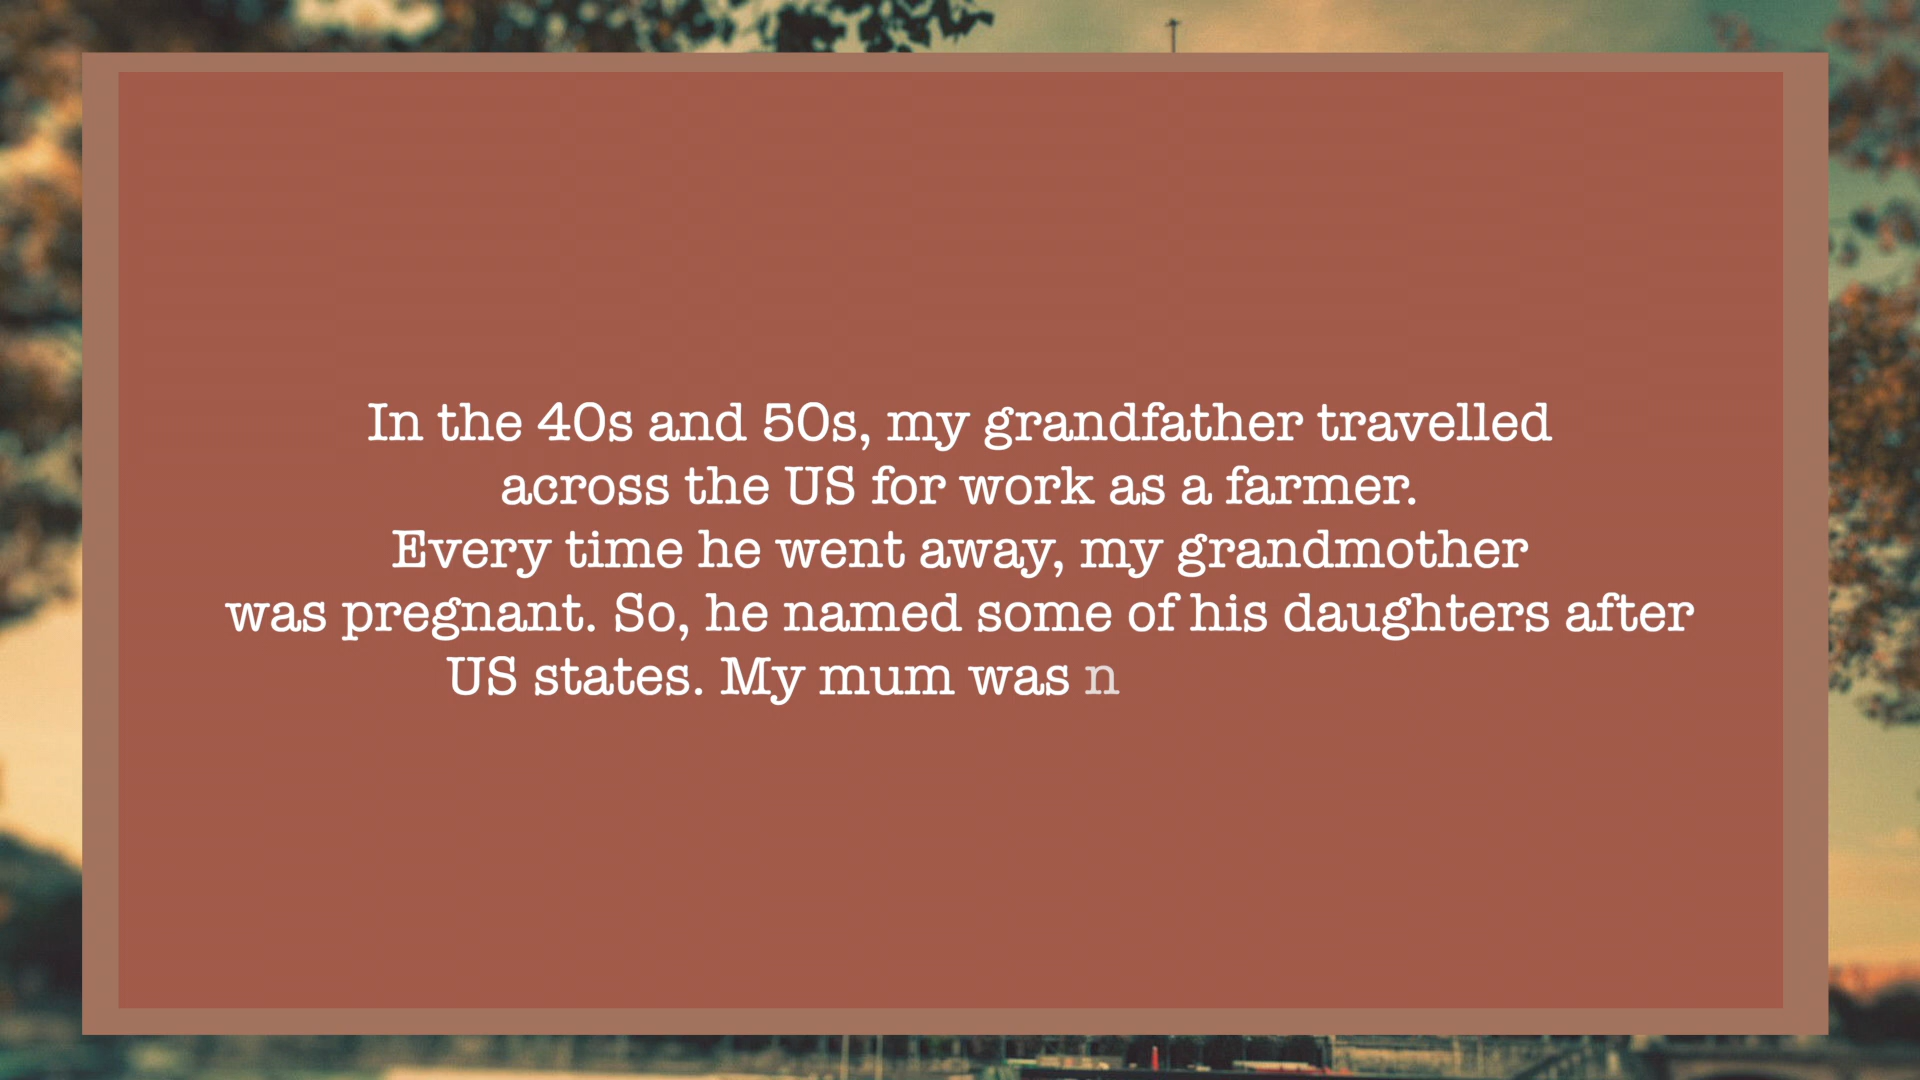 In the 40s and 50s, my grandfather travelled
across the US for work as a farmer.
Every time he went away, my grandmother
was pregnant. So, he named some of his daughters after
US states. My mum was n